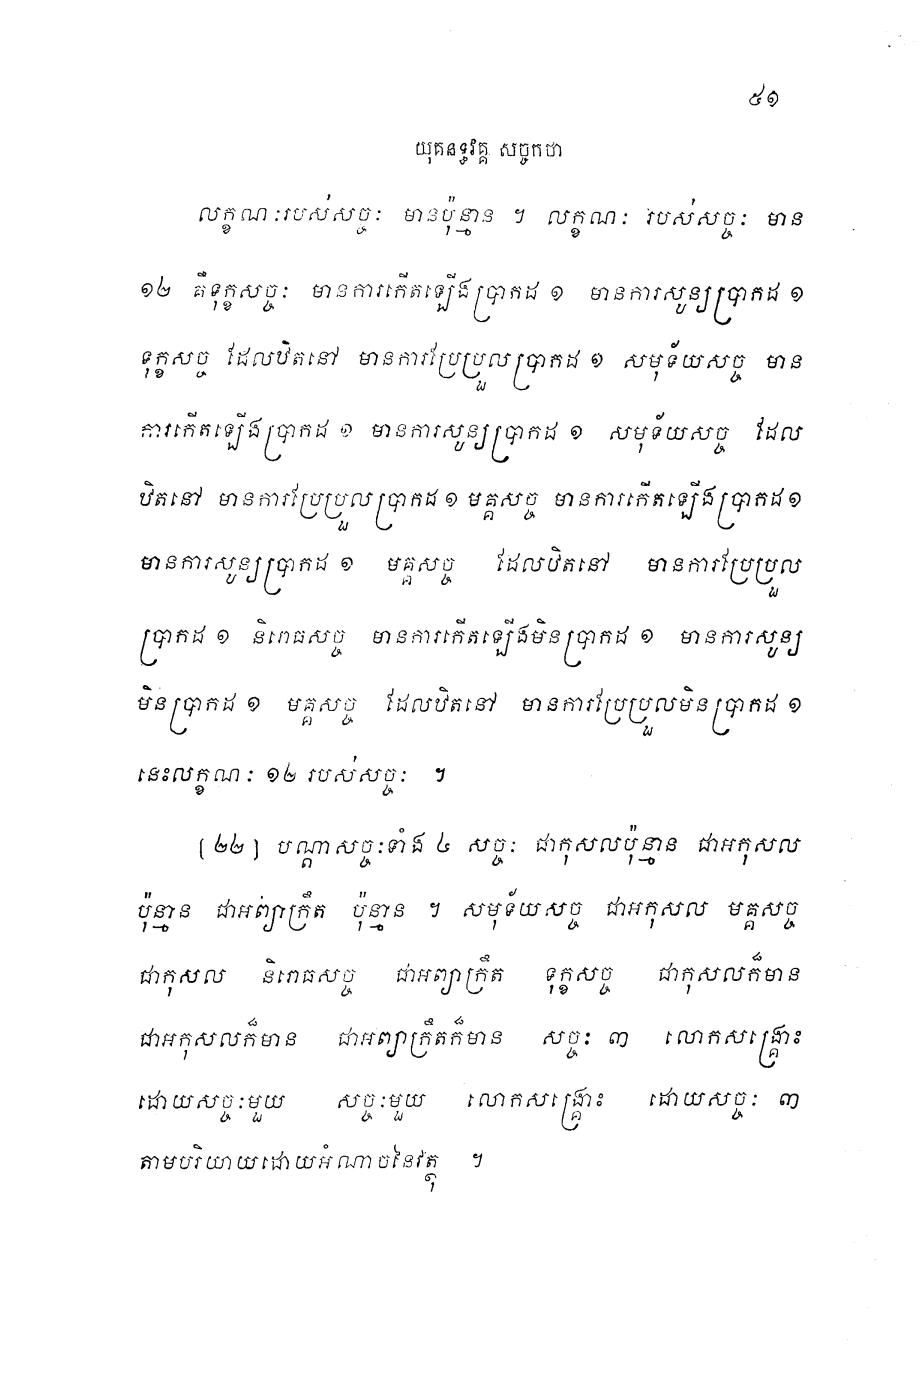 ៥១
យុគនទ្ធវគ្គ សច្ចកថា
លក្ខណៈរបស់សច្ចៈ មានប៉ុន្មាន ។ លក្ខណៈ របស់សច្ចៈ មាន
១២ គឺទុក្ខសច្ចៈ មានការកើតឡើងប្រាកដ ១ មានការសូន្យប្រាកដ ១
ទុក្ខសច្ច ដែលឋិតនៅ មានការប្រែប្រួលប្រាកដ ១ សមុទ័យសច្ច មាន
ការកើតឡើងប្រាកដ ១ មានការសូន្យប្រាកដ ១ សមុទ័យសច្ច ដែល
ឋិតនៅ មានការប្រែប្រួលប្រាកដ ១ មគ្គសច្ច មានការកើតឡើងប្រាកដ ១
មានការសូន្យប្រាកដ ១ មគ្គសច្ច ដែលឋិតនៅ មានការប្រែប្រួល
ប្រាកដ ១ និរោធសច្ច មានការកើតឡើងមិនប្រាកដ ១ មានការសូន្យ
មិនប្រាកដ ១ មគ្គសច្ច ដែលឋិតនៅ មានការប្រែប្រួលមិនប្រាកដ ១
នេះលក្ខណៈ ១២ របស់សច្ចៈ ។
(២២) បណ្តាសច្ចៈទាំង ៤ សច្ចៈ ជាកុសលប៉ុន្មាន ជាអកុសល
ប៉ុន្មាន ជាអព្យាក្រឹត ប៉ុន្មាន ។ សមុទ័យសច្ច ជាអកុសល មគ្គសច្ច
ជាកុសល និរោធសច្ច ជាអព្យាក្រឹត ទុក្ខសច្ច ជាកុសលក៏មាន
ជាអកុសលក៏មាន ជាអព្យាក្រឹតក៏មាន សច្ចៈ ៣ លោកសង្គ្រោះ
ដោយសច្ចៈមួយ សច្ចៈមួយ លោកសង្គ្រោះ ដោយសច្ចៈ ៣
តាមបរិយាយដោយអំណាចនៃវត្ថុ ។